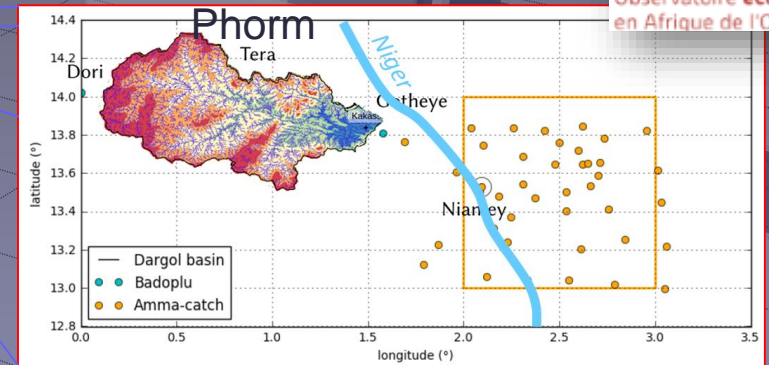 Observatoire
en Afrique de l'O
Phorm
Niger
Tera
Dori
Gotheye
Kakas
Niamey
latitude (°)
14.4
14.2
14.0
13.8
13.6
13.4
13.2
13.0
12.8
Dargol basin
Badoplu
Amma-catch
0.0 0.5 1.0 1.5 2.0 2.5 3.0 3.5
longitude (°)